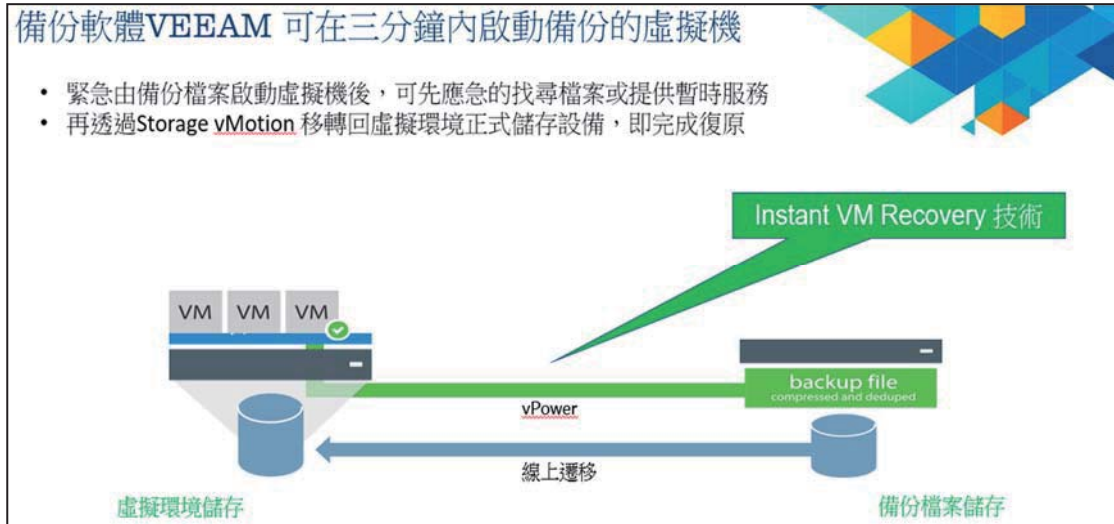 備份軟體VEEAM 可在三分鐘內啟動備份的虛擬機
• 緊急由備份檔案啟動虛擬機後，可先應急的找尋檔案或提供暫時服務
• 再透過Storage vMotion 移轉回虛擬環境正式儲存設備，即完成復原
Instant VM Recovery 技術
VM VM VM
backup file
compressed and deduped
vPower
線上遷移
虛擬環境儲存
備份檔案儲存